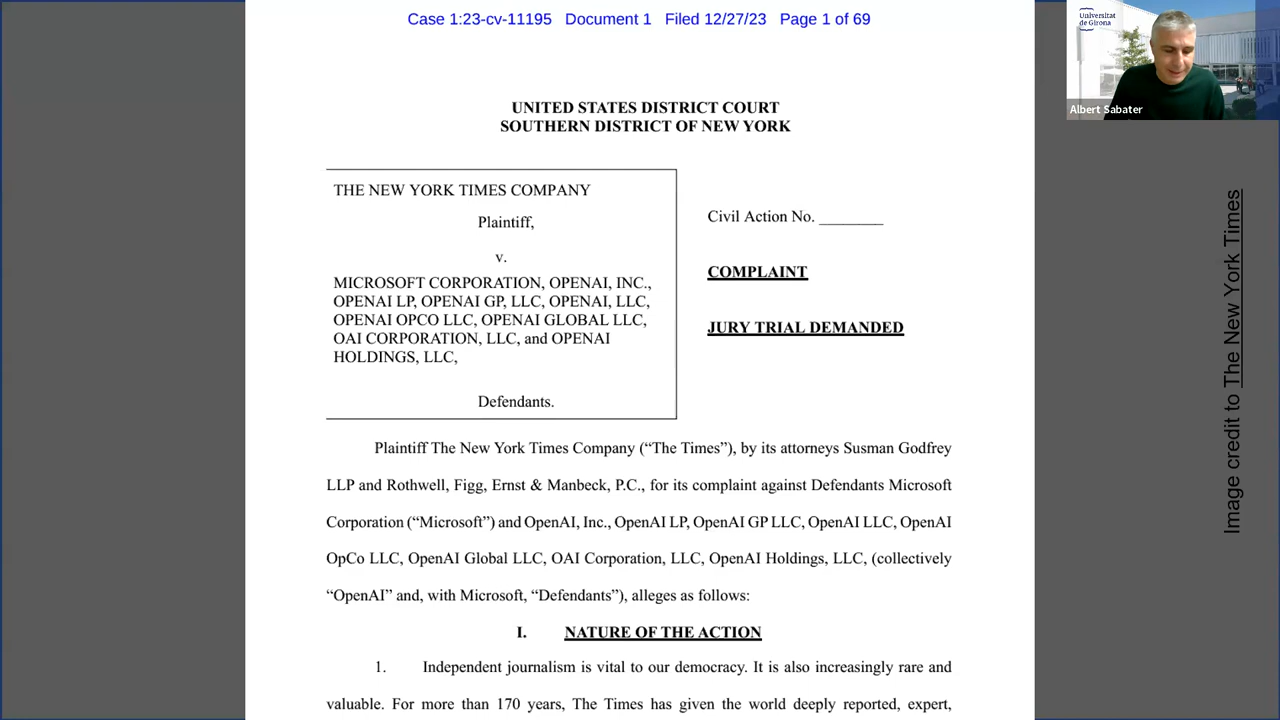 Case 1:23-cv-11195 Document 1 Filed 12/27/23 Page 1 of 69
UNITED STATES DISTRICT COURT
SOUTHERN DISTRICT OF NEW YORK
THE NEW YORK TIMES COMPANY
Plaintiff,
v.
MICROSOFT CORPORATION, OPENAI, INC.,
OPENAI LP, OPENAI GP, LLC, OPENAI, LLC,
OPENAI OPCO LLC, OPENAI GLOBAL LLC,
OAI CORPORATION, LLC, and OPENAI
HOLDINGS, LLC,
Defendants.
Civil Action No. ________
COMPLAINT
JURY TRIAL DEMANDED
Plaintiff The New York Times Company (“The Times”), by its attorneys Susman Godfrey
LLP and Rothwell, Figg, Ernst & Manbeck, P.C., for its complaint against Defendants Microsoft
Corporation (“Microsoft”) and OpenAI, Inc., OpenAI LP, OpenAI GP LLC, OpenAI LLC, OpenAI
OpCo LLC, OpenAI Global LLC, OAI Corporation, LLC, OpenAI Holdings, LLC, (collectively
“OpenAI” and, with Microsoft, “Defendants”), alleges as follows:
I. NATURE OF THE ACTION
1. Independent journalism is vital to our democracy. It is also increasingly rare and
valuable. For more than 170 years, The Times has given the world deeply reported, expert,
Universitat
de Girona
Albert Sabater
Image credit to The New York Times